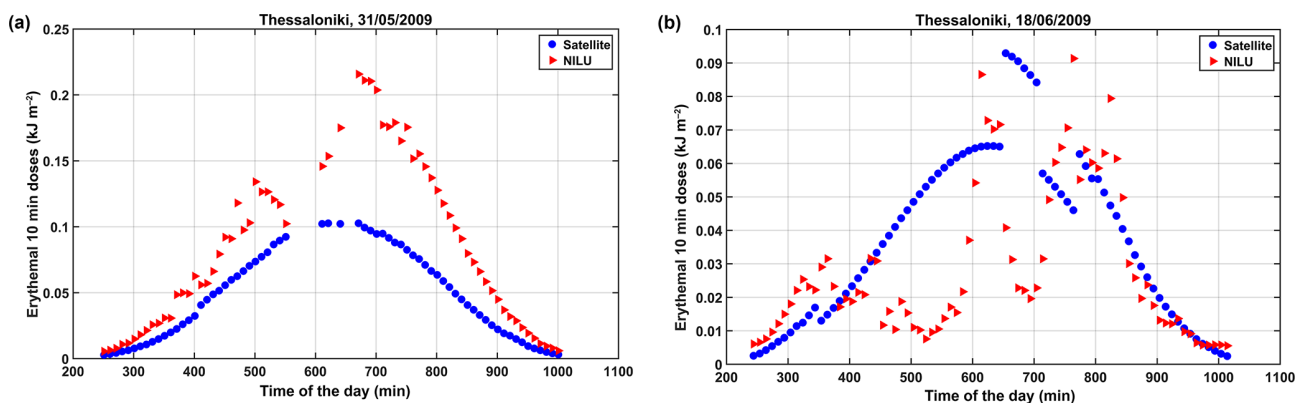 (a)
Thessaloniki, 31/05/2009
Erythemal 10 min doses (kJ m⁻²)
0.25
0.2
0.15
0.1
0.05
0
Satellite
NILU
200 300 400 500 600 700 800 900 1000 1100
Time of the day (min)
(b)
Thessaloniki, 18/06/2009
Erythemal 10 min doses (kJ m⁻²)
0.1
0.09
0.08
0.07
0.06
0.05
0.04
0.03
0.02
0.01
0
Satellite
NILU
200 300 400 500 600 700 800 900 1000 1100
Time of the day (min)